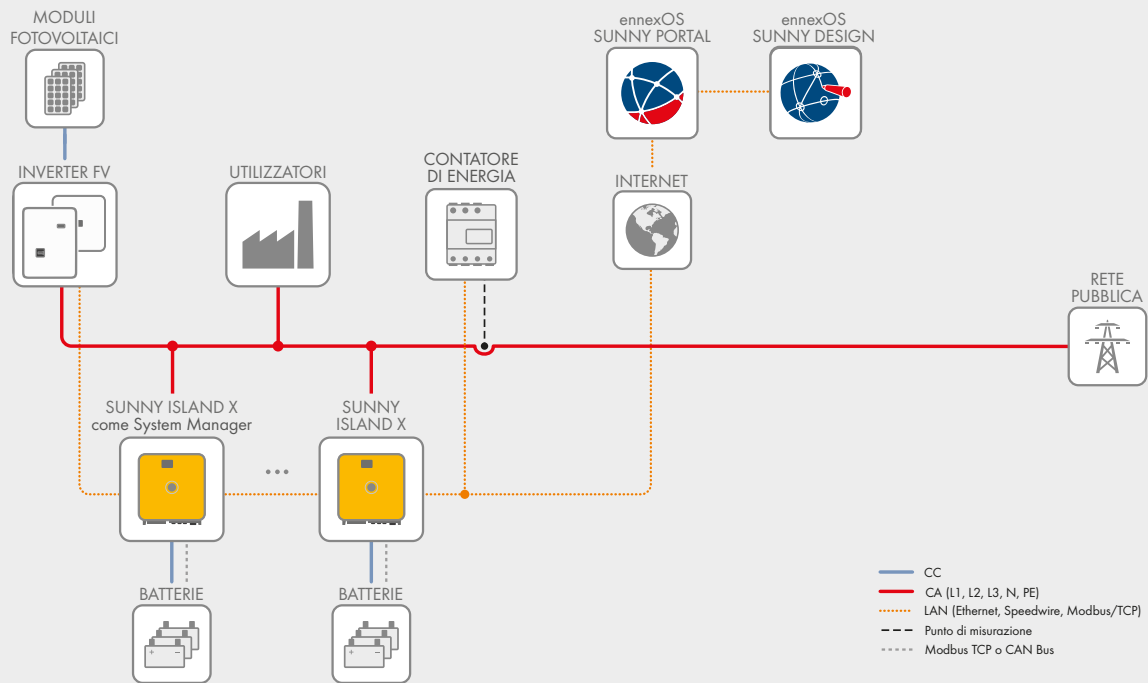 MODULI
FOTOVOLTAICI
ennexOS
SUNNY PORTAL
ennexOS
SUNNY DESIGN
INVERTER FV
UTILIZZATORI
CONTATORE
DI ENERGIA
INTERNET
RETE
PUBBLICA
SUNNY ISLAND X
come System Manager
SUNNY
ISLAND X
BATTERIE
BATTERIE
CC
CA (L1, L2, L3, N, PE)
LAN (Ethernet, Speedwire, Modbus/TCP)
Punto di misurazione
Modbus TCP o CAN Bus